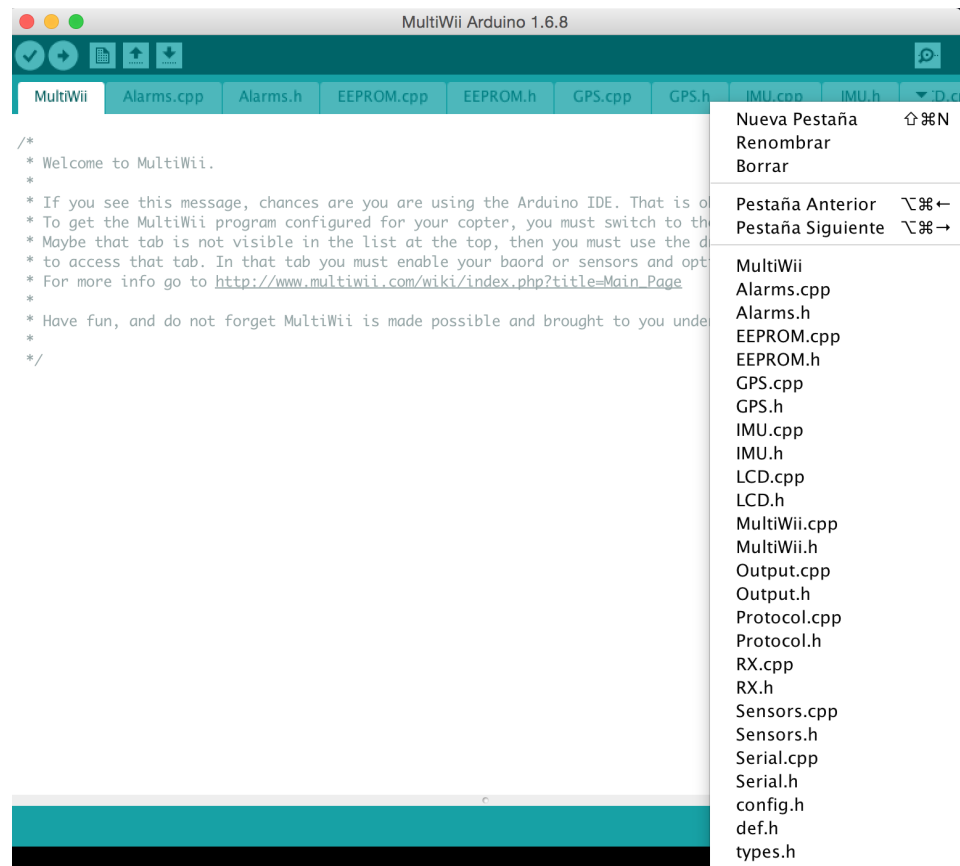 MultiWii Arduino 1.6.8
MultiWii Alarms.cpp Alarms.h EEPROM.cpp EEPROM.h GPS.cpp GPS.h IMU.cpp IMU.h
/*
* Welcome to MultiWii.
*
* If you see this message, chances are you are using the Arduino IDE. That is
* To get the MultiWii program configured for your copter, you must switch to
* Maybe that tab is not visible in the list at the top, then you must use the
* to access that tab. In that tab you must enable your baord or sensors and
* For more info go to http://www.multiwii.com/wiki/index.php?title=Main_Page
*
* Have fun, and do not forget MultiWii is made possible and brought to you
*
*/
Nueva Pestaña ⇧⌘N
Renombrar
Borrar
Pestaña Anterior ⌥⌘←
Pestaña Siguiente ⌥⌘→
MultiWii
Alarms.cpp
Alarms.h
EEPROM.cpp
EEPROM.h
GPS.cpp
GPS.h
IMU.cpp
IMU.h
LCD.cpp
LCD.h
MultiWii.cpp
MultiWii.h
Output.cpp
Output.h
Protocol.cpp
Protocol.h
RX.cpp
RX.h
Sensors.cpp
Sensors.h
Serial.cpp
Serial.h
config.h
def.h
types.h